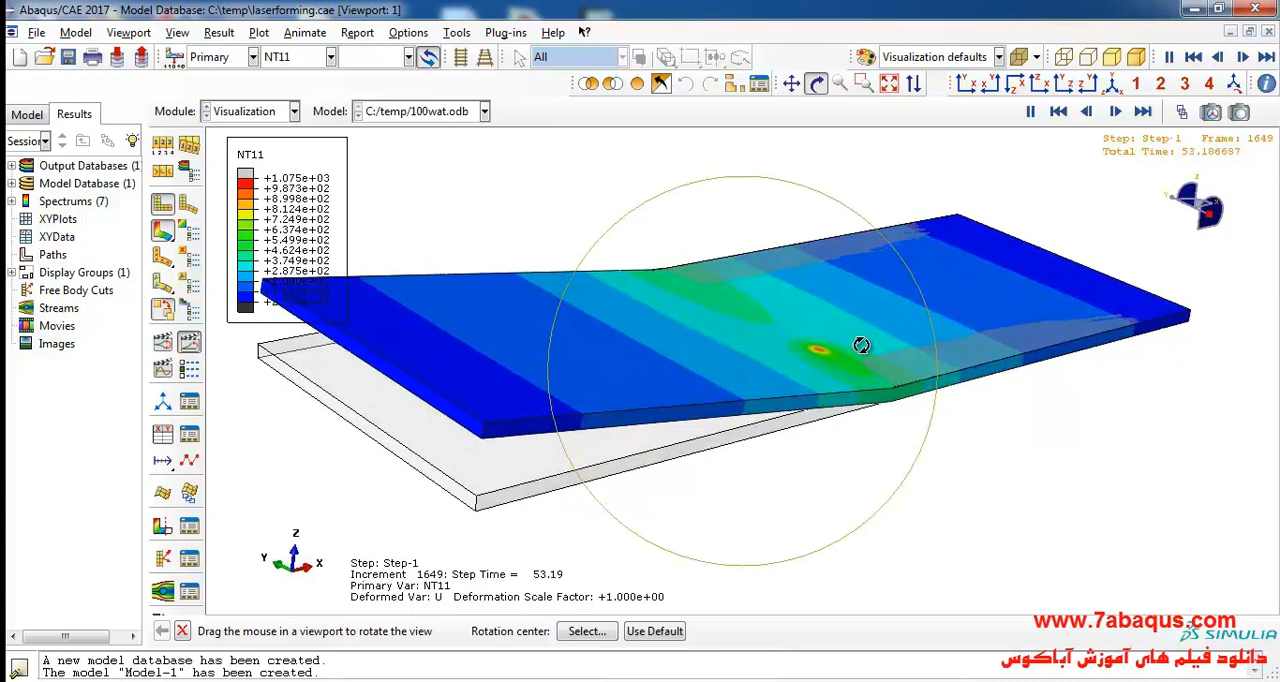 Abaqus/CAE 2017 - Model Database: C:\temp\laserforming.cae [Viewport: 1]
File Model Viewport View Result Plot Animate Report Options Tools Plug-ins Help
Primary NT11 All Visualization defaults
1 2 3 4
Model Results Module: Visualization Model: C:/temp/100wat.odb
Session
Output Databases (1)
Model Database (1)
Spectrums (7)
XYPlots
XYData
Paths
Display Groups (1)
Free Body Cuts
Streams
Movies
Images
NT11
+1.075e+03
+9.873e+02
+8.998e+02
+8.124e+02
+7.249e+02
+6.374e+02
+5.499e+02
+4.624e+02
+3.749e+02
+2.875e+02
Step: Step-1 Frame: 1649
Total Time: 53.186687
Z
Y
X
Step: Step-1
Increment 1649: Step Time = 53.19
Primary Var: NT11
Deformed Var: U Deformation Scale Factor: +1.000e+00
www.7abaqus.com
SIMULIA
دانلود فیلم های آموزش آباکوس
Drag the mouse in a viewport to rotate the view Rotation center: Select... Use Default
A new model database has been created.
The model "Model-1" has been created.